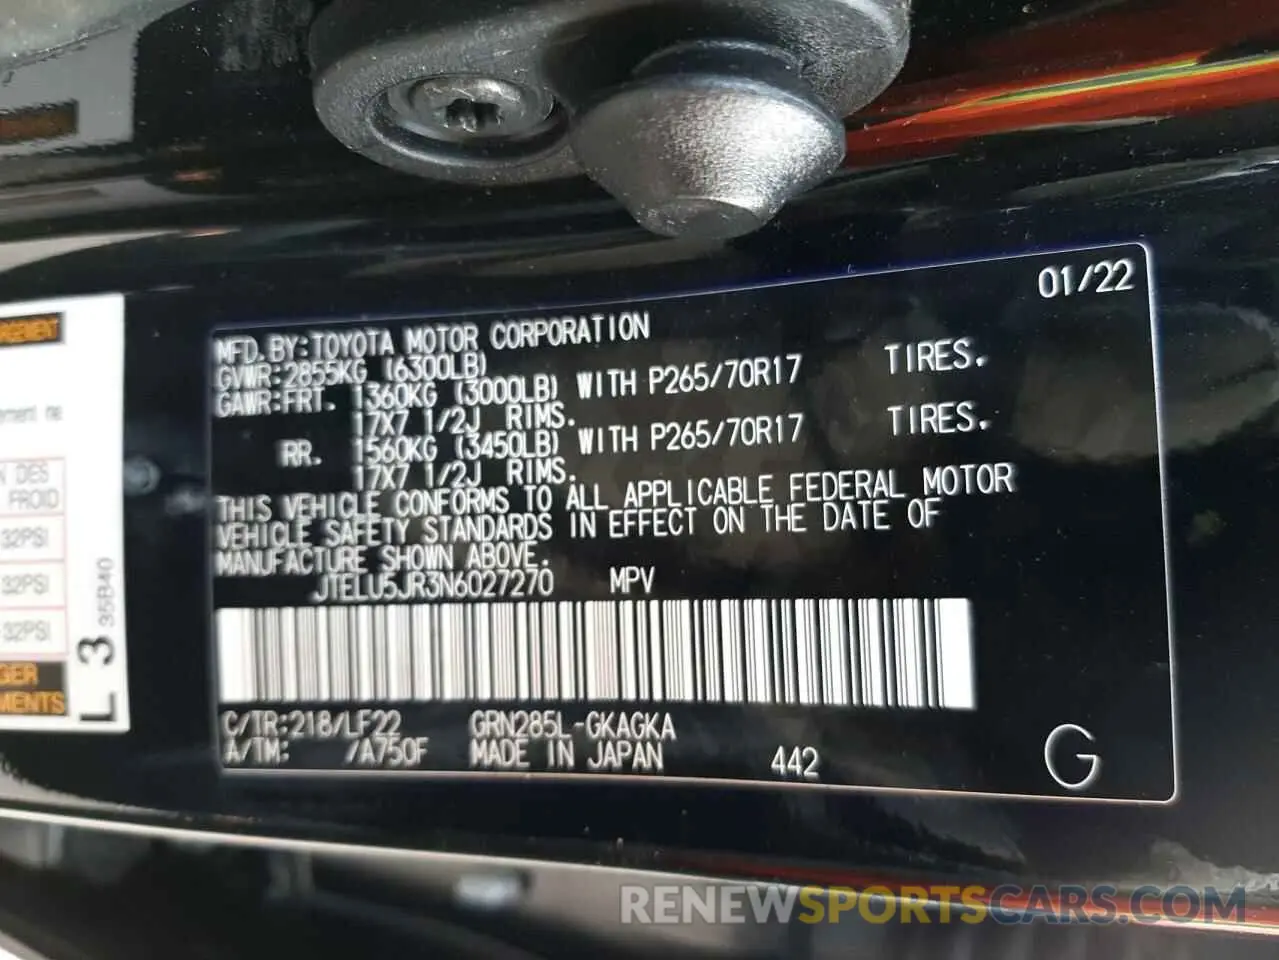 01/22
MFD.BY:TOYOTA MOTOR CORPORATION
GVWR:2855KG (6300LB)
GAWR:FRT. 1360KG (3000LB) WITH P265/70R17 TIRES.
17X7 1/2J RIMS.
RR. 1560KG (3450LB) WITH P265/70R17 TIRES.
17X7 1/2J RIMS.
THIS VEHICLE CONFORMS TO ALL APPLICABLE FEDERAL MOTOR
VEHICLE SAFETY STANDARDS IN EFFECT ON THE DATE OF
MANUFACTURE SHOWN ABOVE.
JTELU5JR3N6027270 MPV
C/TR:218/LF22 GRN285L-GKAGKA
A/TM: /A750F MADE IN JAPAN 442 G
DES
FROID
32PSI
32PSI
32PSI
L 3 35B40
RENEWSPORTSCARS.COM